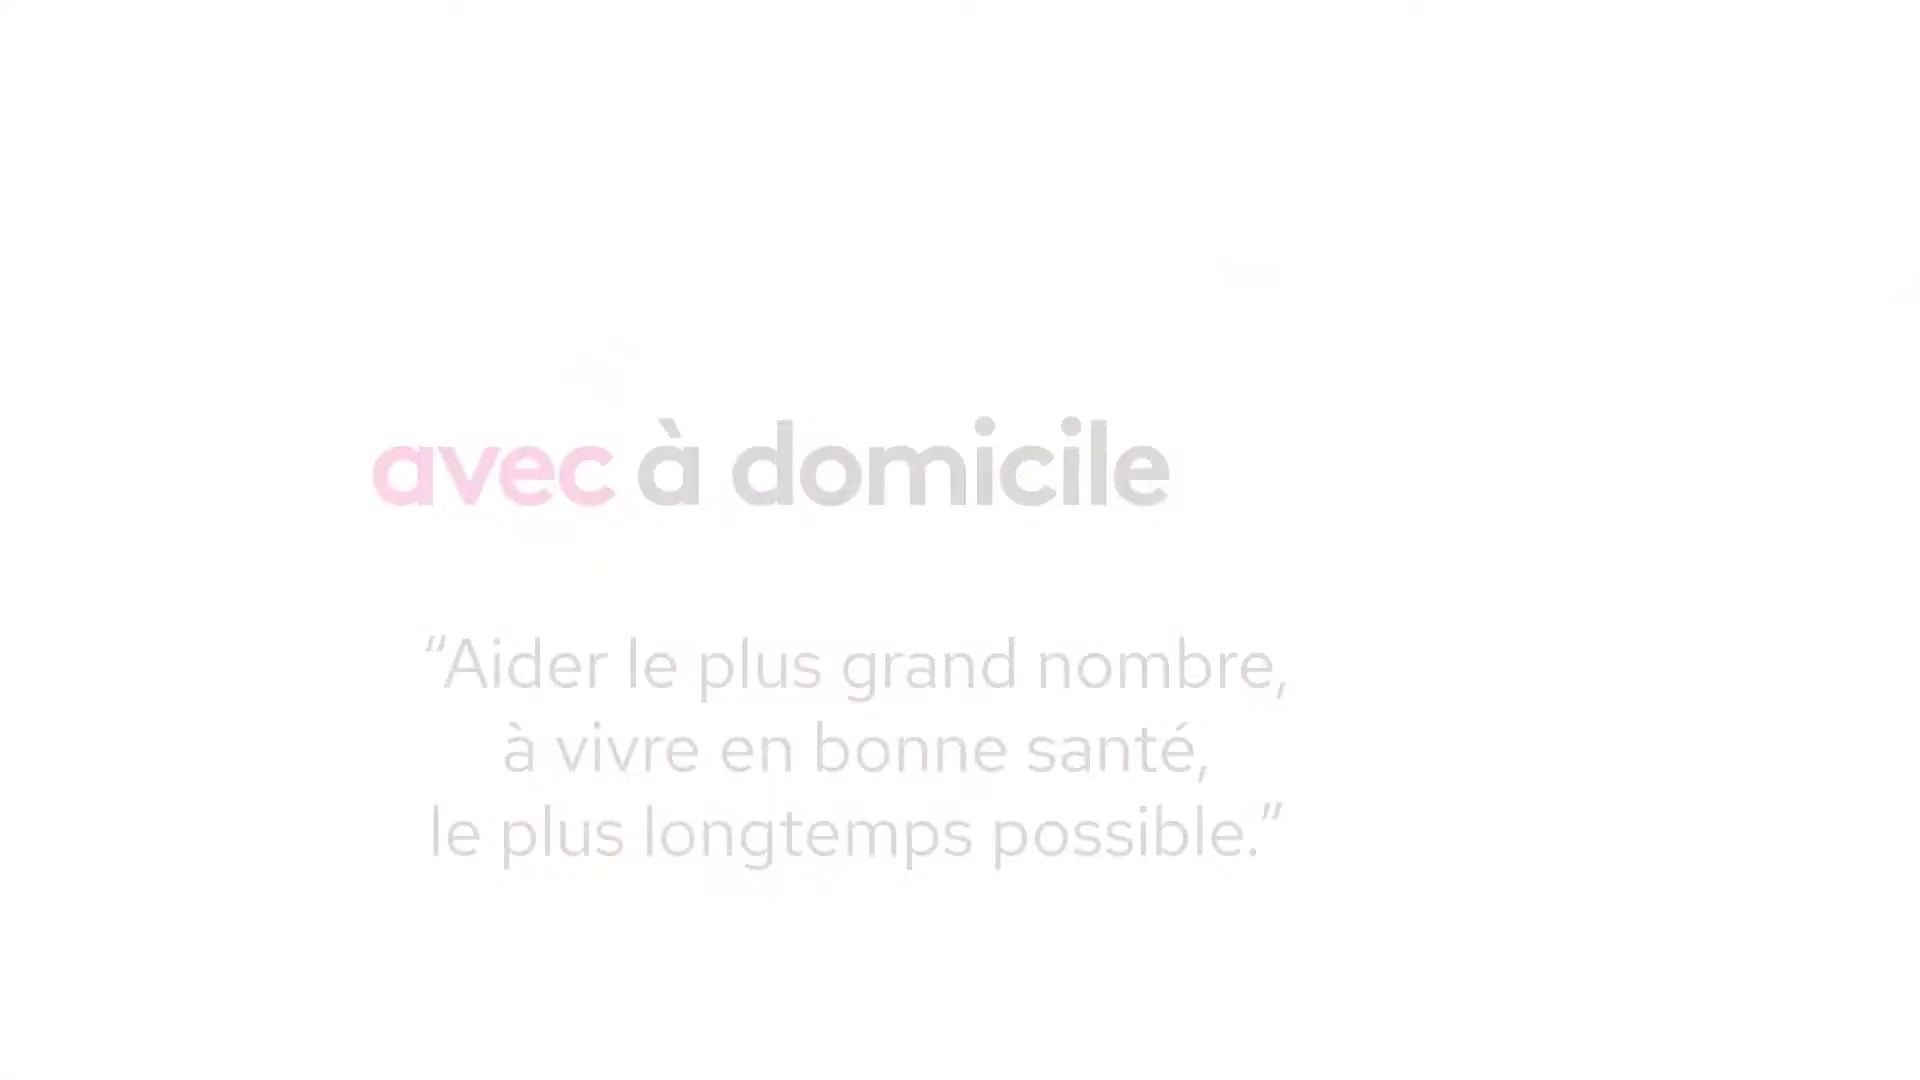 avec à domicile
“Aider le plus grand nombre,
à vivre en bonne santé,
le plus longtemps possible.”